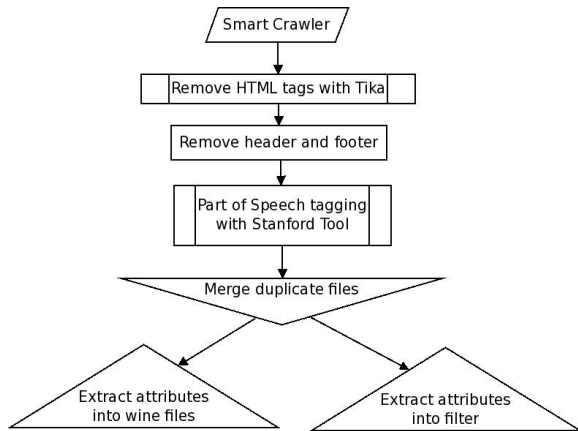 Smart Crawler
Remove HTML tags with Tika
Remove header and footer
Part of Speech tagging
with Stanford Tool
Merge duplicate files
Extract attributes
into wine files
Extract attributes
into filter